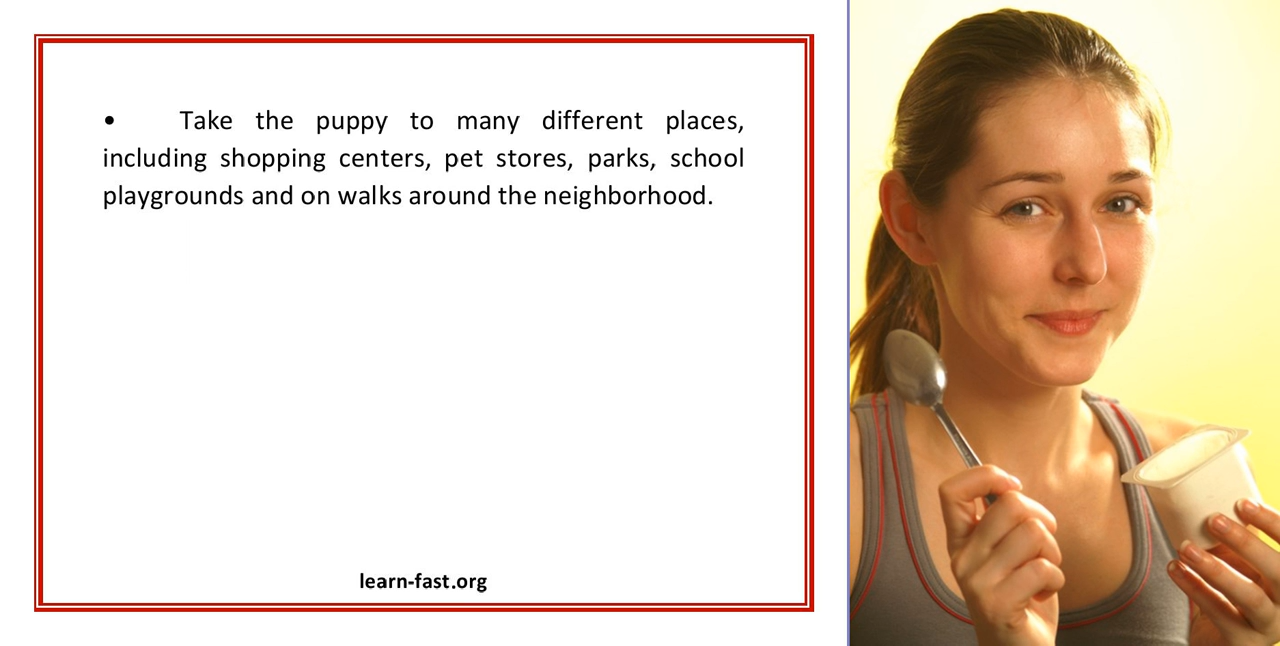 • Take the puppy to many different places,
including shopping centers, pet stores, parks, school
playgrounds and on walks around the neighborhood.
learn-fast.org